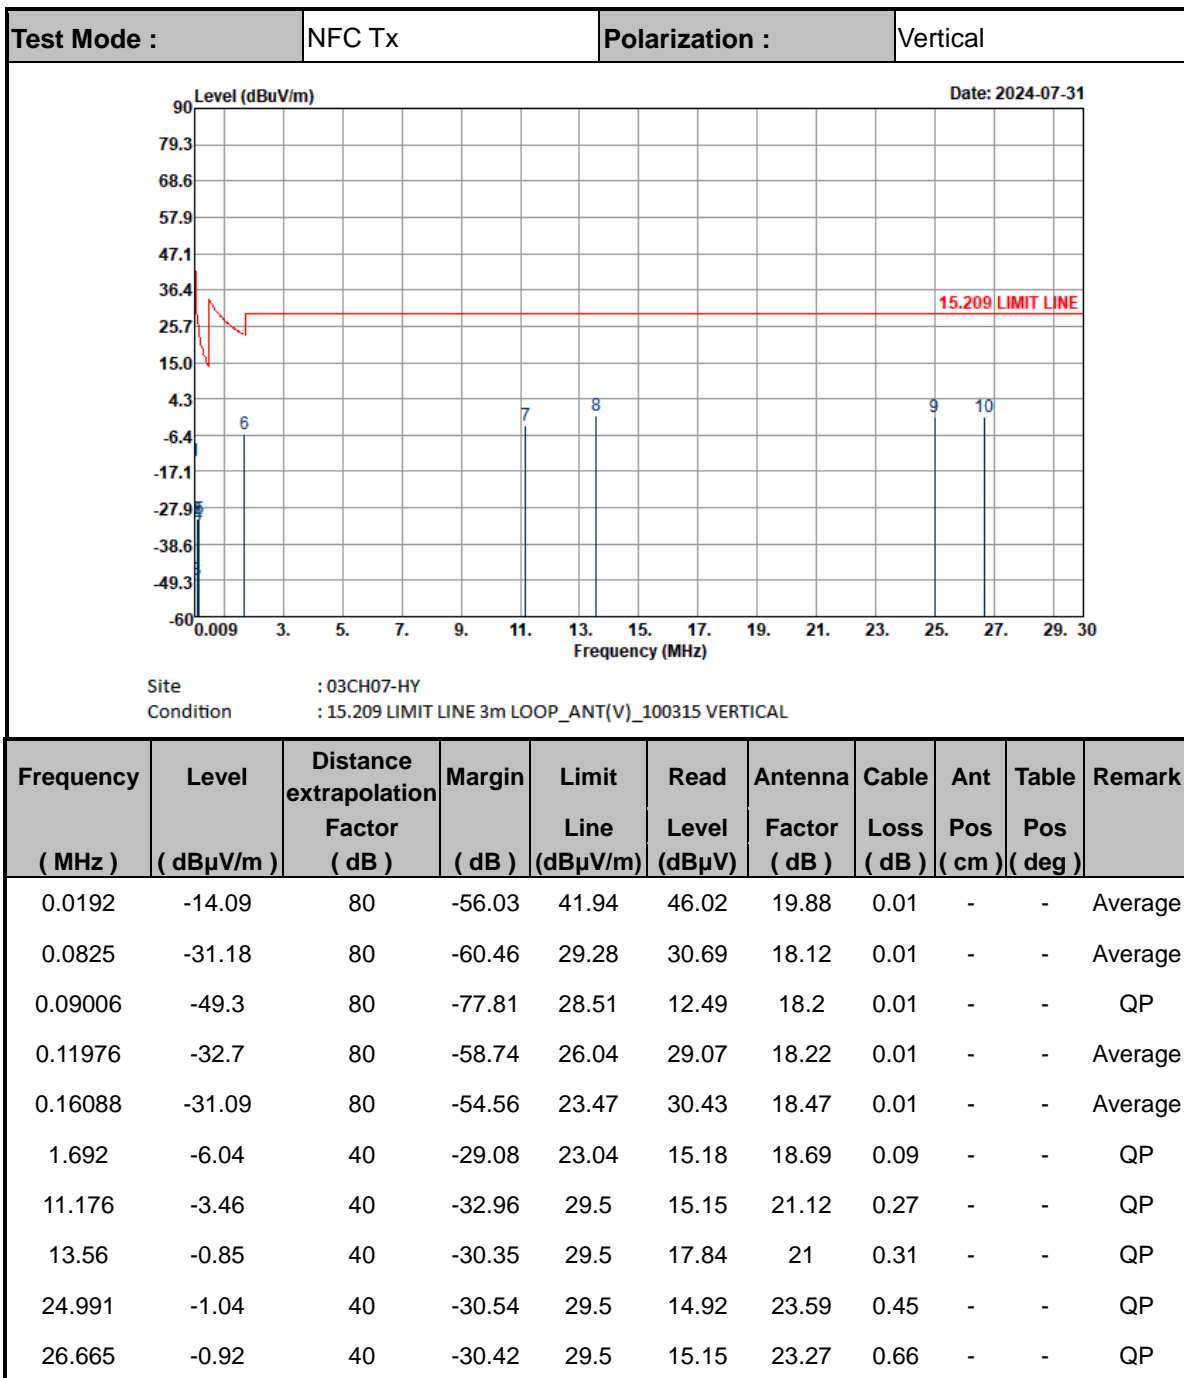 Test Mode : NFC Tx Polarization : Vertical
Level (dBuV/m) Date: 2024-07-31
90
79.3
68.6
57.9
47.1
36.4
15.209 LIMIT LINE
25.7
15.0
4.3
6 7 8 9 10
-6.4
-17.1
-27.9
-38.6
-49.3
-60
0.009 3. 5. 7. 9. 11. 13. 15. 17. 19. 21. 23. 25. 27. 29. 30
Frequency (MHz)
Site : 03CH07-HY
Condition : 15.209 LIMIT LINE 3m LOOP_ANT(V)_100315 VERTICAL
Frequency Level Distance extrapolation Margin Limit Read Antenna Cable Ant Table Remark
Factor Line Level Factor Loss Pos Pos
( MHz ) ( dBµV/m ) ( dB ) ( dB ) (dBµV/m) (dBµV) ( dB ) ( dB ) ( cm ) ( deg )
0.0192 -14.09 80 -56.03 41.94 46.02 19.88 0.01 - - Average
0.0825 -31.18 80 -60.46 29.28 30.69 18.12 0.01 - - Average
0.09006 -49.3 80 -77.81 28.51 12.49 18.2 0.01 - - QP
0.11976 -32.7 80 -58.74 26.04 29.07 18.22 0.01 - - Average
0.16088 -31.09 80 -54.56 23.47 30.43 18.47 0.01 - - Average
1.692 -6.04 40 -29.08 23.04 15.18 18.69 0.09 - - QP
11.176 -3.46 40 -32.96 29.5 15.15 21.12 0.27 - - QP
13.56 -0.85 40 -30.35 29.5 17.84 21 0.31 - - QP
24.991 -1.04 40 -30.54 29.5 14.92 23.59 0.45 - - QP
26.665 -0.92 40 -30.42 29.5 15.15 23.27 0.66 - - QP